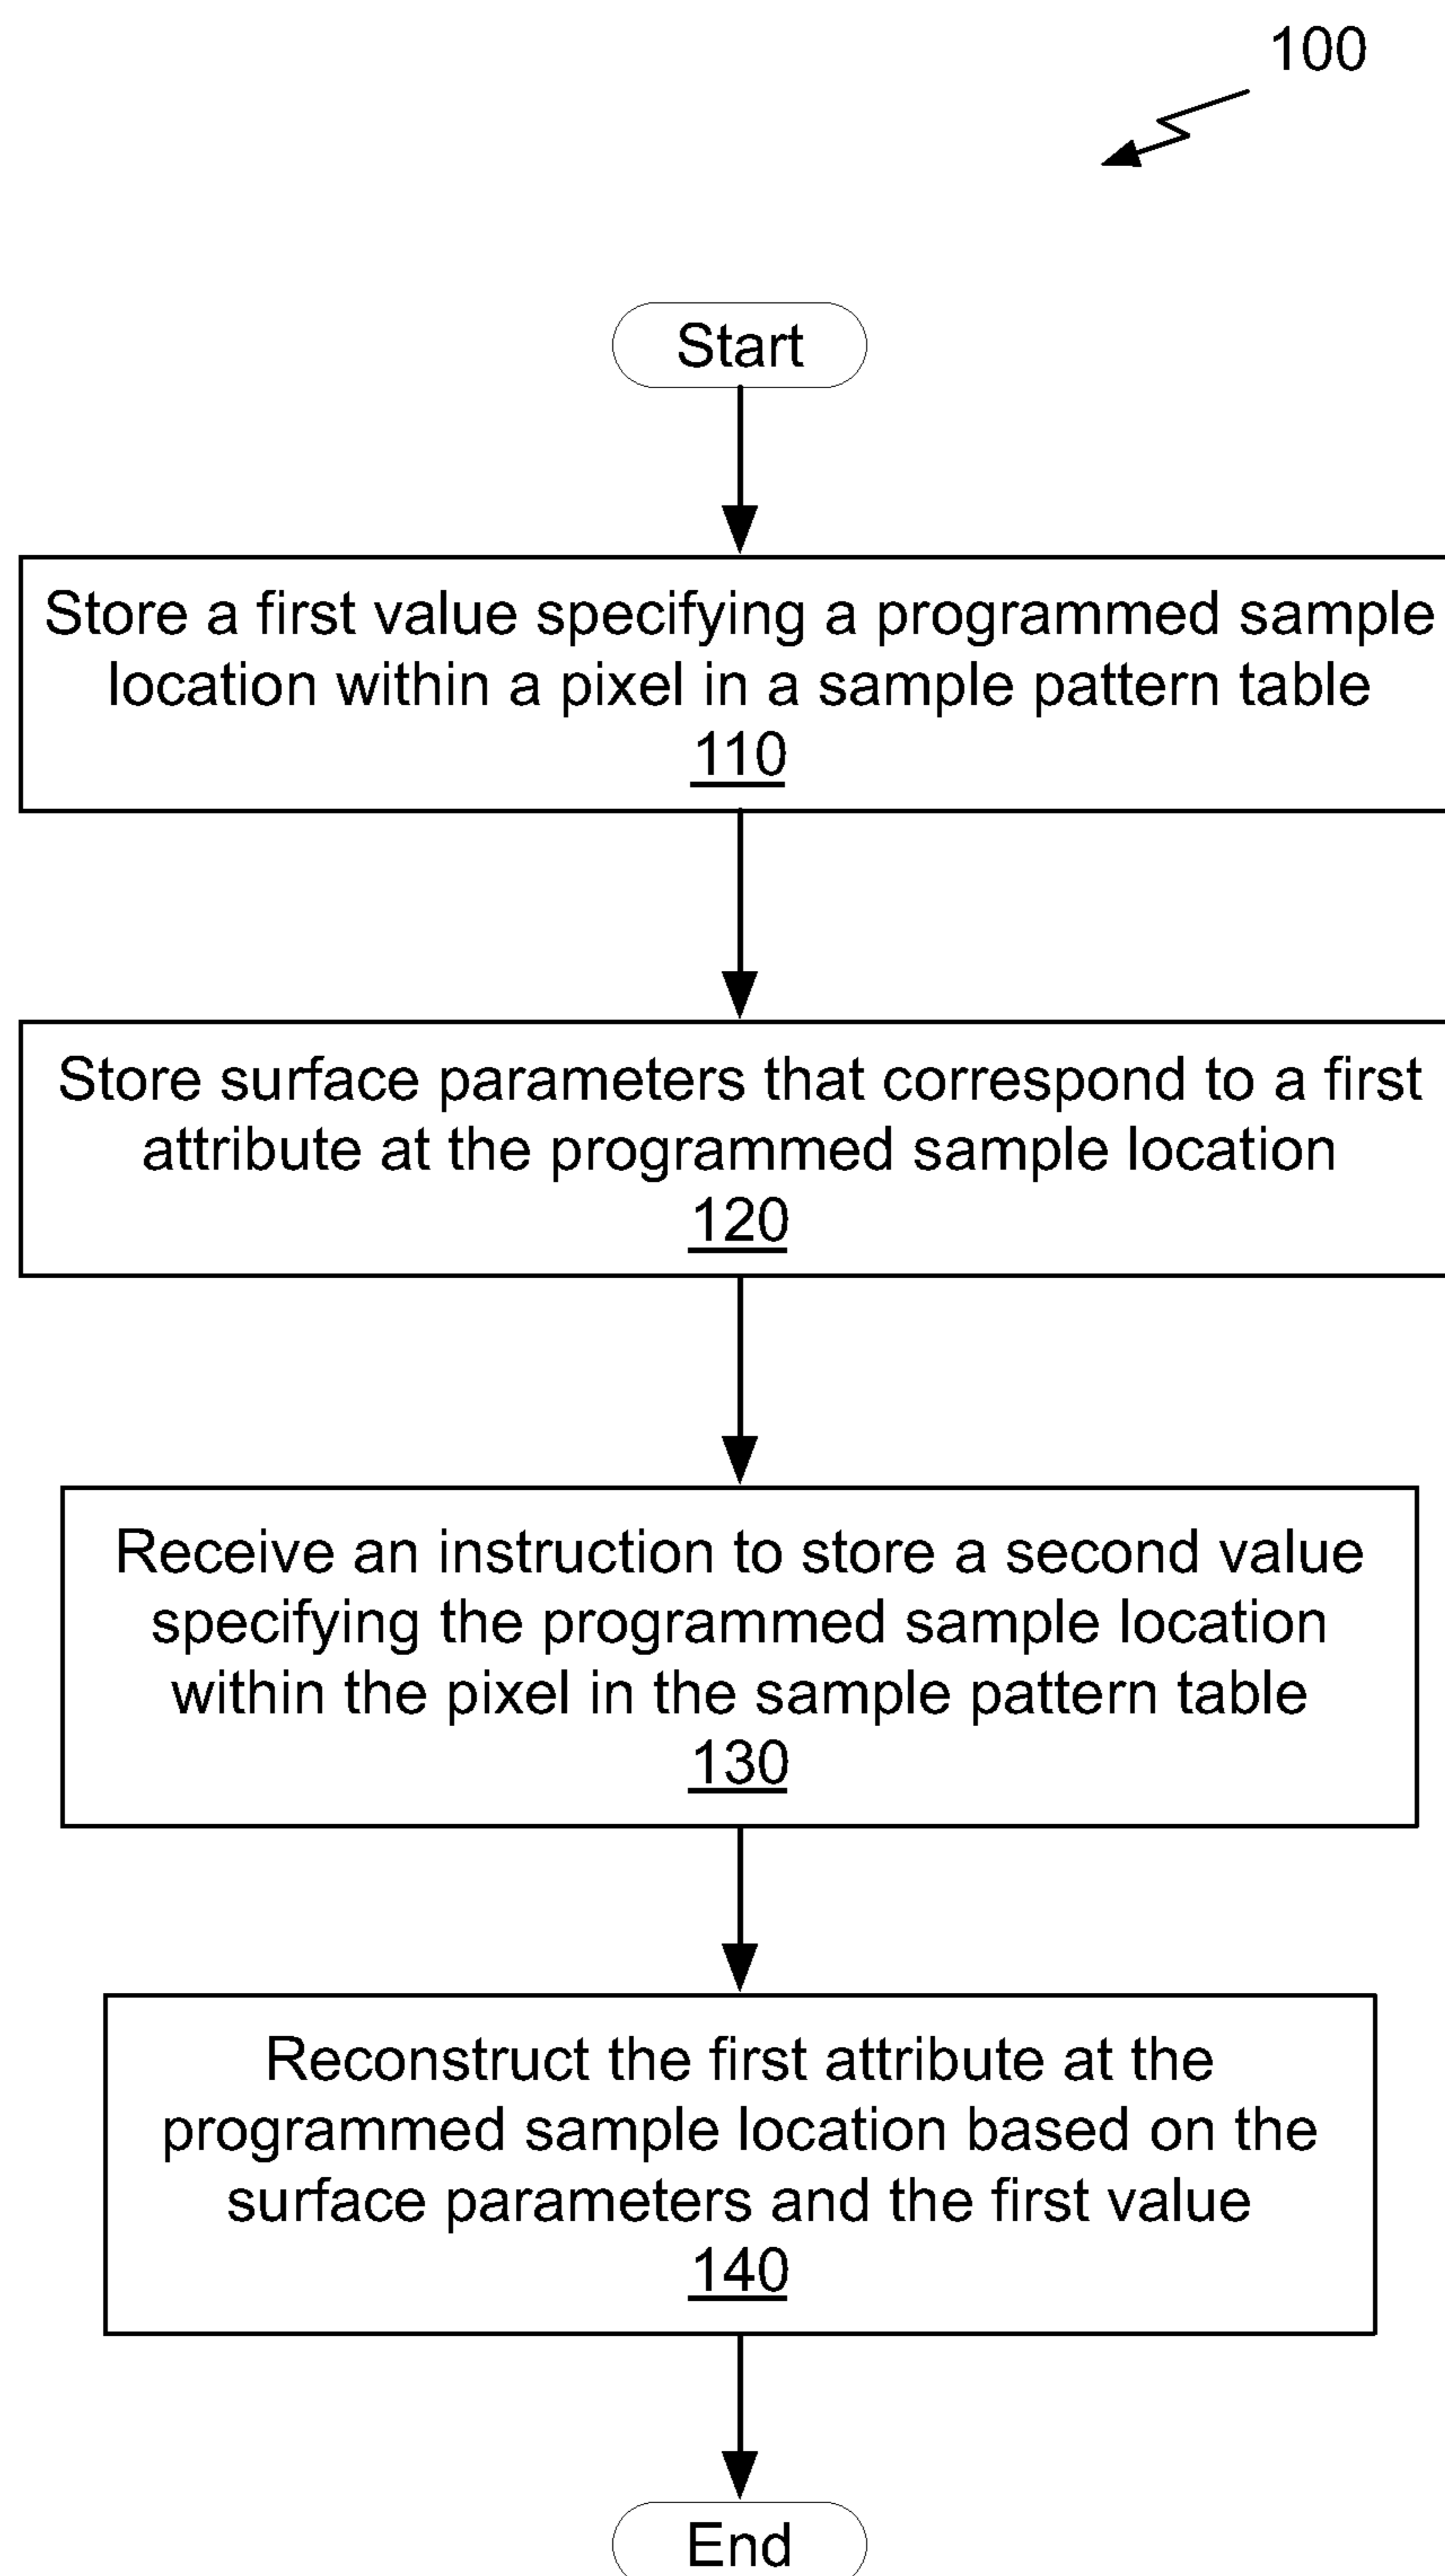 100
Start
Store a first value specifying a programmed sample
location within a pixel in a sample pattern table
110
Store surface parameters that correspond to a first
attribute at the programmed sample location
120
Receive an instruction to store a second value
specifying the programmed sample location
within the pixel in the sample pattern table
130
Reconstruct the first attribute at the
programmed sample location based on the
surface parameters and the first value
140
End